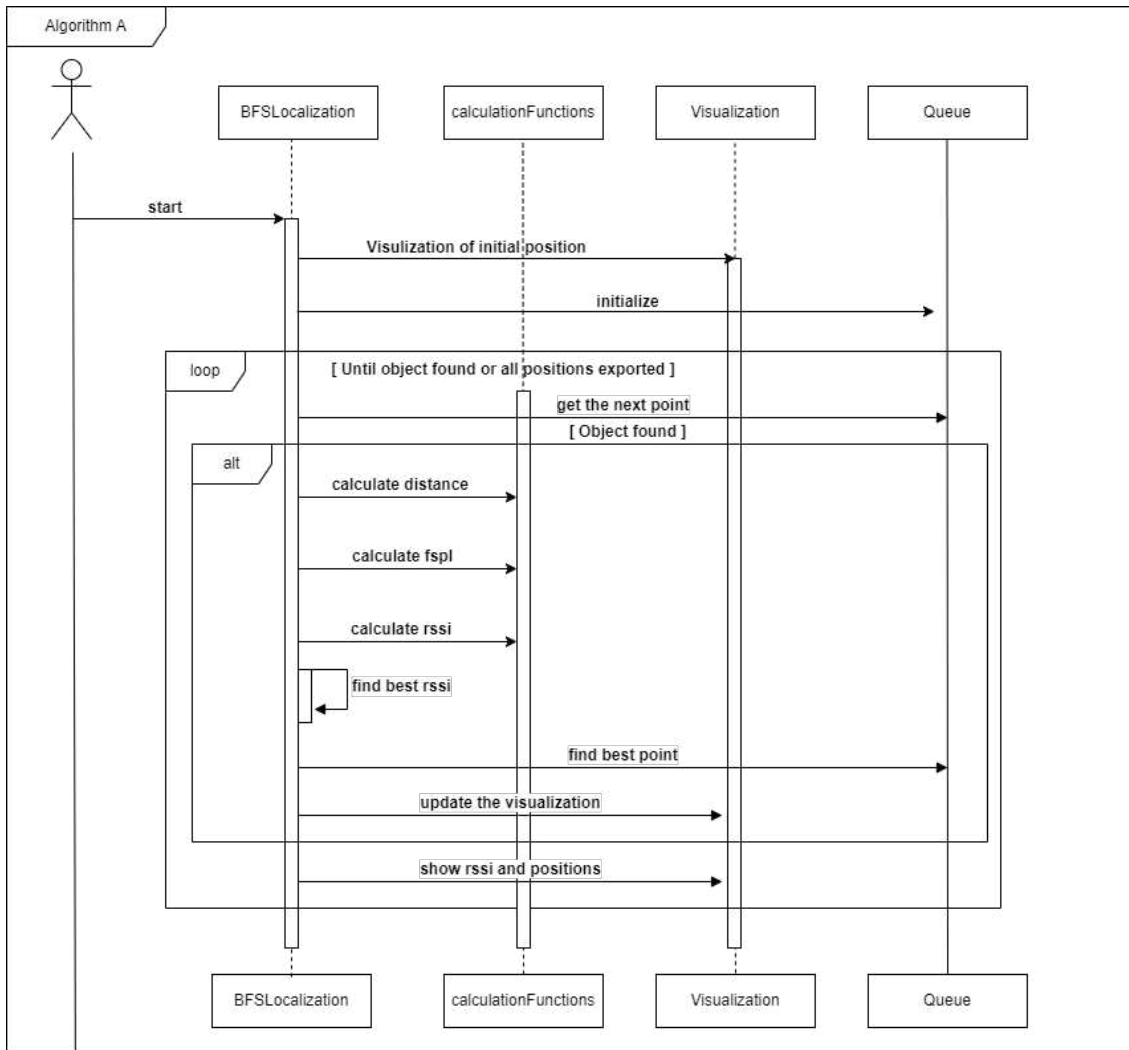 Algorithm A
BFSLocalization
calculationFunctions
Visualization
Queue
start
Visulization of initial position
initialize
loop
[ Until object found or all positions exported ]
get the next point
[ Object found ]
alt
calculate distance
calculate fspl
calculate rssi
find best rssi
find best point
update the visualization
show rssi and positions
BFSLocalization
calculationFunctions
Visualization
Queue